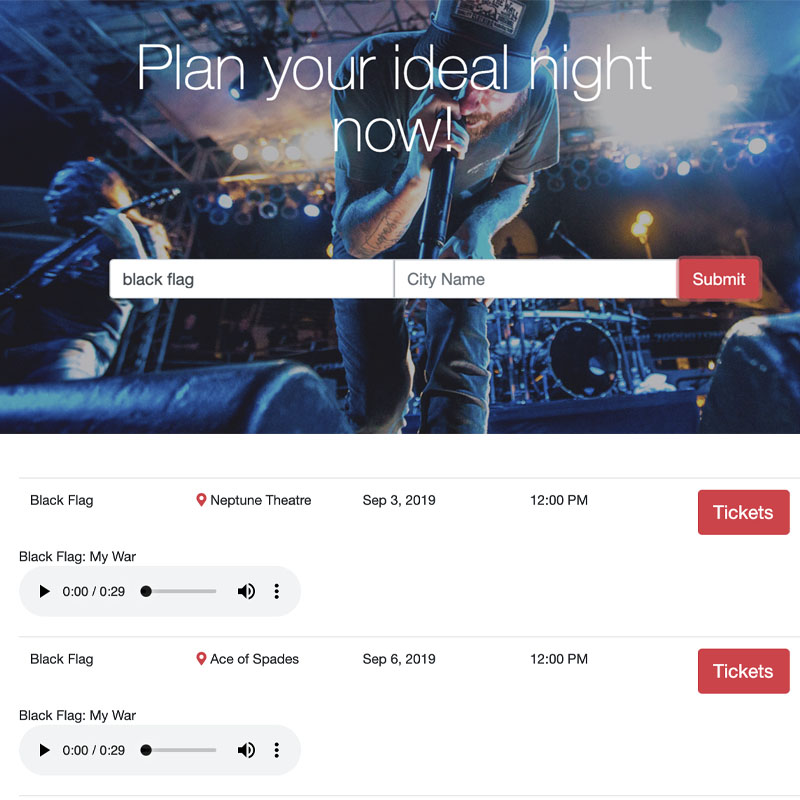 Plan your ideal night
now!
black flag City Name Submit
Black Flag Neptune Theatre Sep 3, 2019 12:00 PM Tickets
Black Flag: My War
0:00 / 0:29
Black Flag Ace of Spades Sep 6, 2019 12:00 PM Tickets
Black Flag: My War
0:00 / 0:29